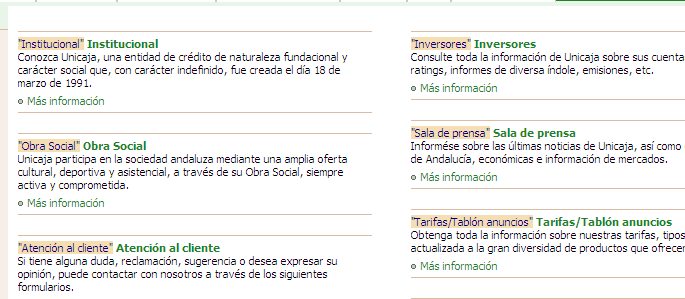 "Institucional" Institucional
Conozca Unicaja, una entidad de crédito de naturaleza fundacional y
carácter social que, con carácter indefinido, fue creada el día 18 de
marzo de 1991.
Más información
"Obra Social" Obra Social
Unicaja participa en la sociedad andaluza mediante una amplia oferta
cultural, deportiva y asistencial, a través de su Obra Social, siempre
activa y comprometida.
Más información
"Atención al cliente" Atención al cliente
Si tiene alguna duda, reclamación, sugerencia o desea expresar su
opinión, puede contactar con nosotros a través de los siguientes
formularios.
"Inversores" Inversores
Consulte toda la información de Unicaja sobre sus cuenta
ratings, informes de diversa índole, emisiones, etc.
Más información
"Sala de prensa" Sala de prensa
Infórmese sobre las últimas noticias de Unicaja, así como
de Andalucía, económicas e información de mercados.
Más información
"Tarifas/Tablón anuncios" Tarifas/Tablón anuncios
Obtenga toda la información sobre nuestras tarifas, tipos
actualizada a la gran diversidad de productos que ofrece
Más información